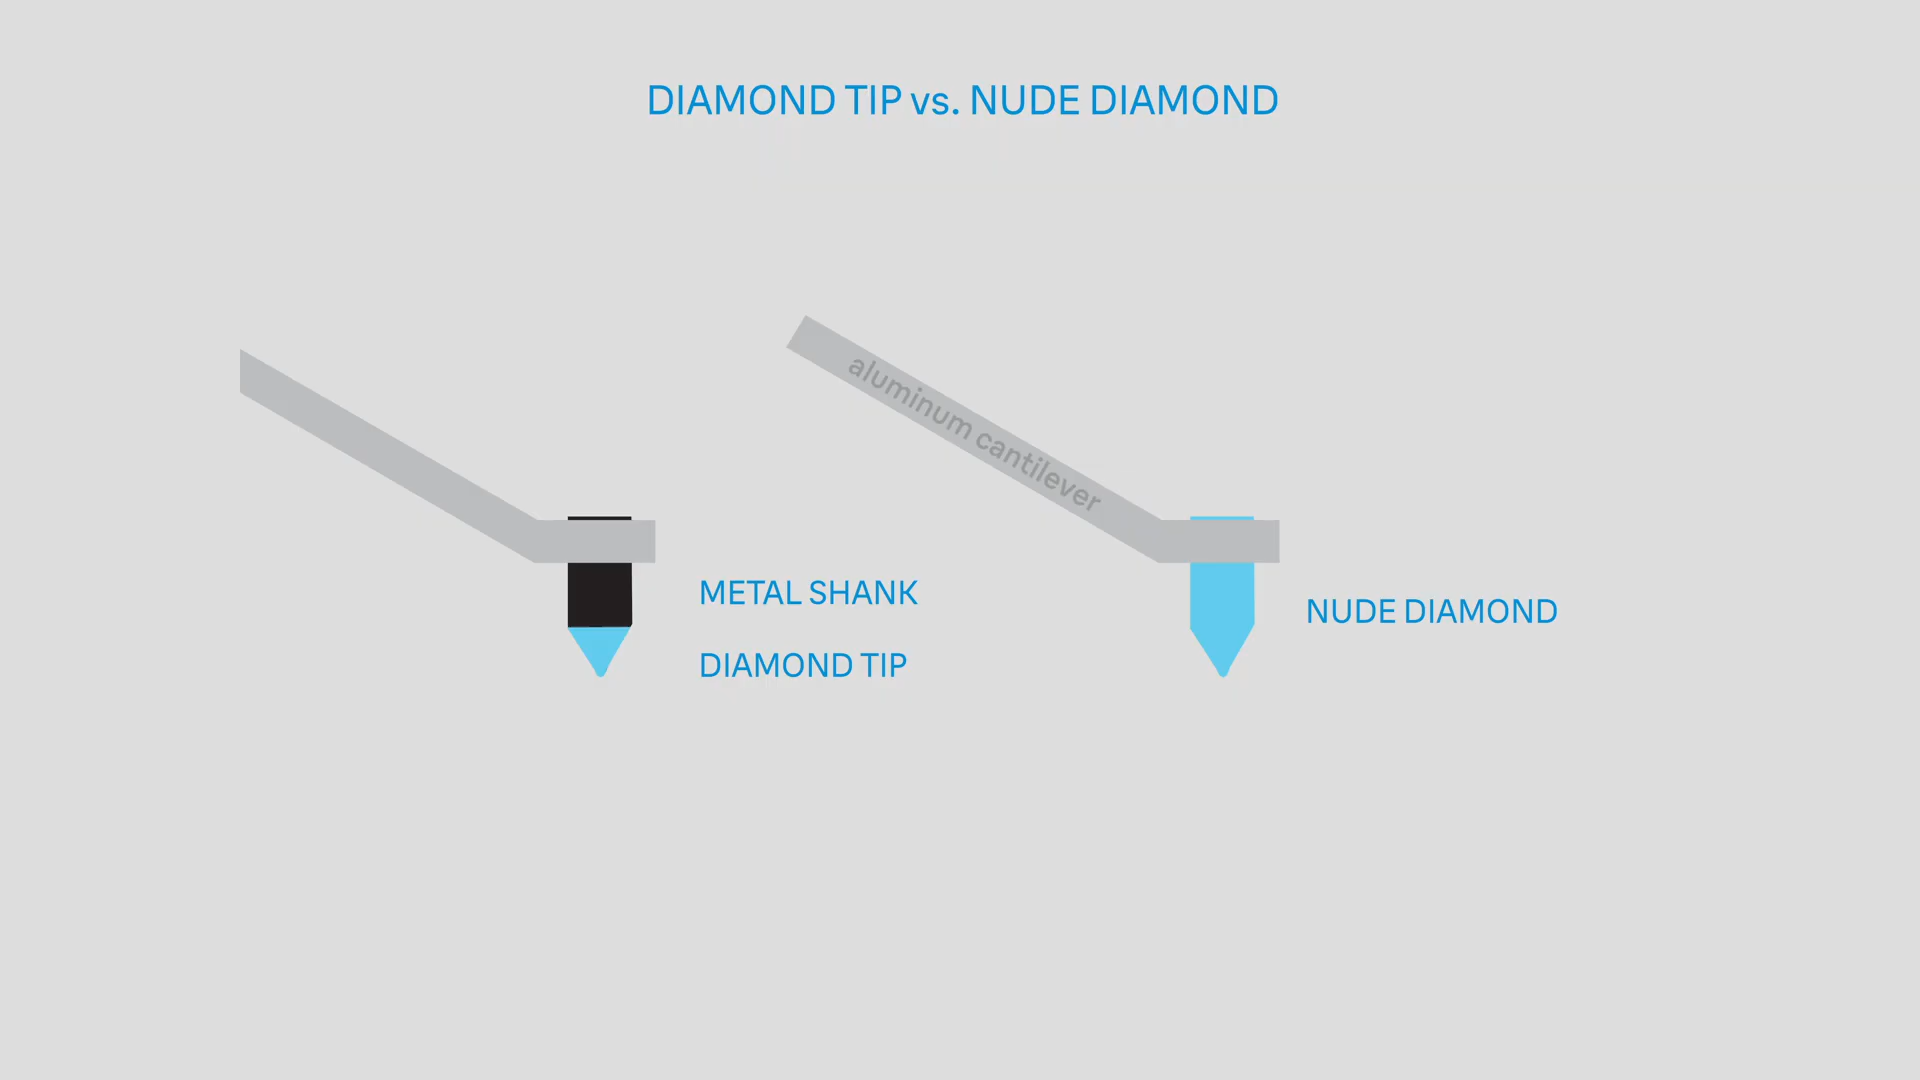 DIAMOND TIP vs. NUDE DIAMOND
aluminum cantilever
METAL SHANK
DIAMOND TIP
NUDE DIAMOND